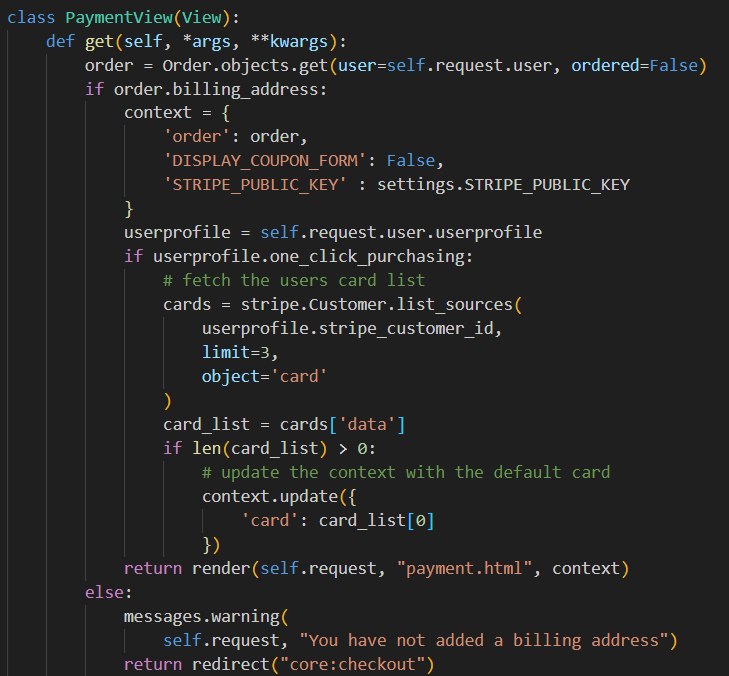 class PaymentView(View):
    def get(self, *args, **kwargs):
        order = Order.objects.get(user=self.request.user, ordered=False)
        if order.billing_address:
            context = {
                'order': order,
                'DISPLAY_COUPON_FORM': False,
                'STRIPE_PUBLIC_KEY' : settings.STRIPE_PUBLIC_KEY
            }
            userprofile = self.request.user.userprofile
            if userprofile.one_click_purchasing:
                # fetch the users card list
                cards = stripe.Customer.list_sources(
                    userprofile.stripe_customer_id,
                    limit=3,
                    object='card'
                )
                card_list = cards['data']
                if len(card_list) > 0:
                    # update the context with the default card
                    context.update({
                        'card': card_list[0]
                    })
            return render(self.request, "payment.html", context)
        else:
            messages.warning(
                self.request, "You have not added a billing address")
            return redirect("core:checkout")